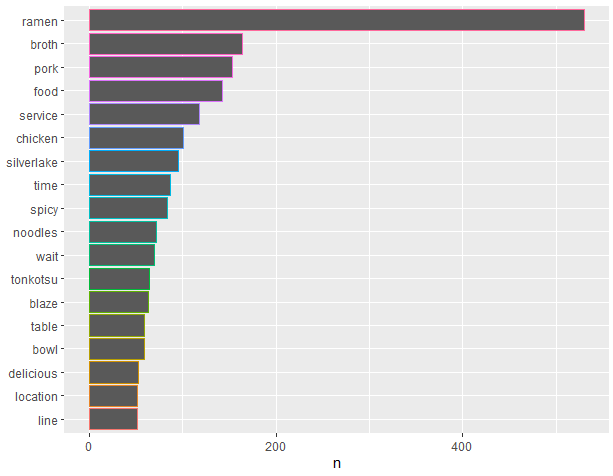 ramen
broth
pork
food
service
chicken
silverlake
time
spicy
noodles
wait
tonkotsu
blaze
table
bowl
delicious
location
line
0 200 400
n